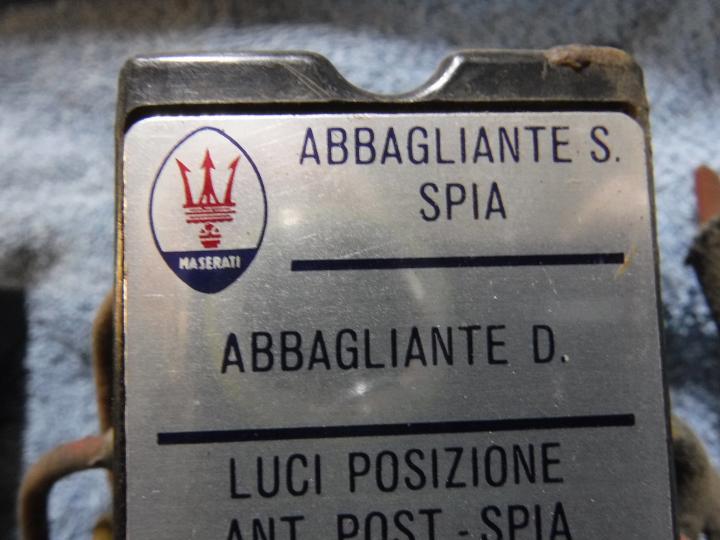 MASERATI
ABBAGLIANTE S.
SPIA
ABBAGLIANTE D.
LUCI POSIZIONE
ANT. POST.-SPIA